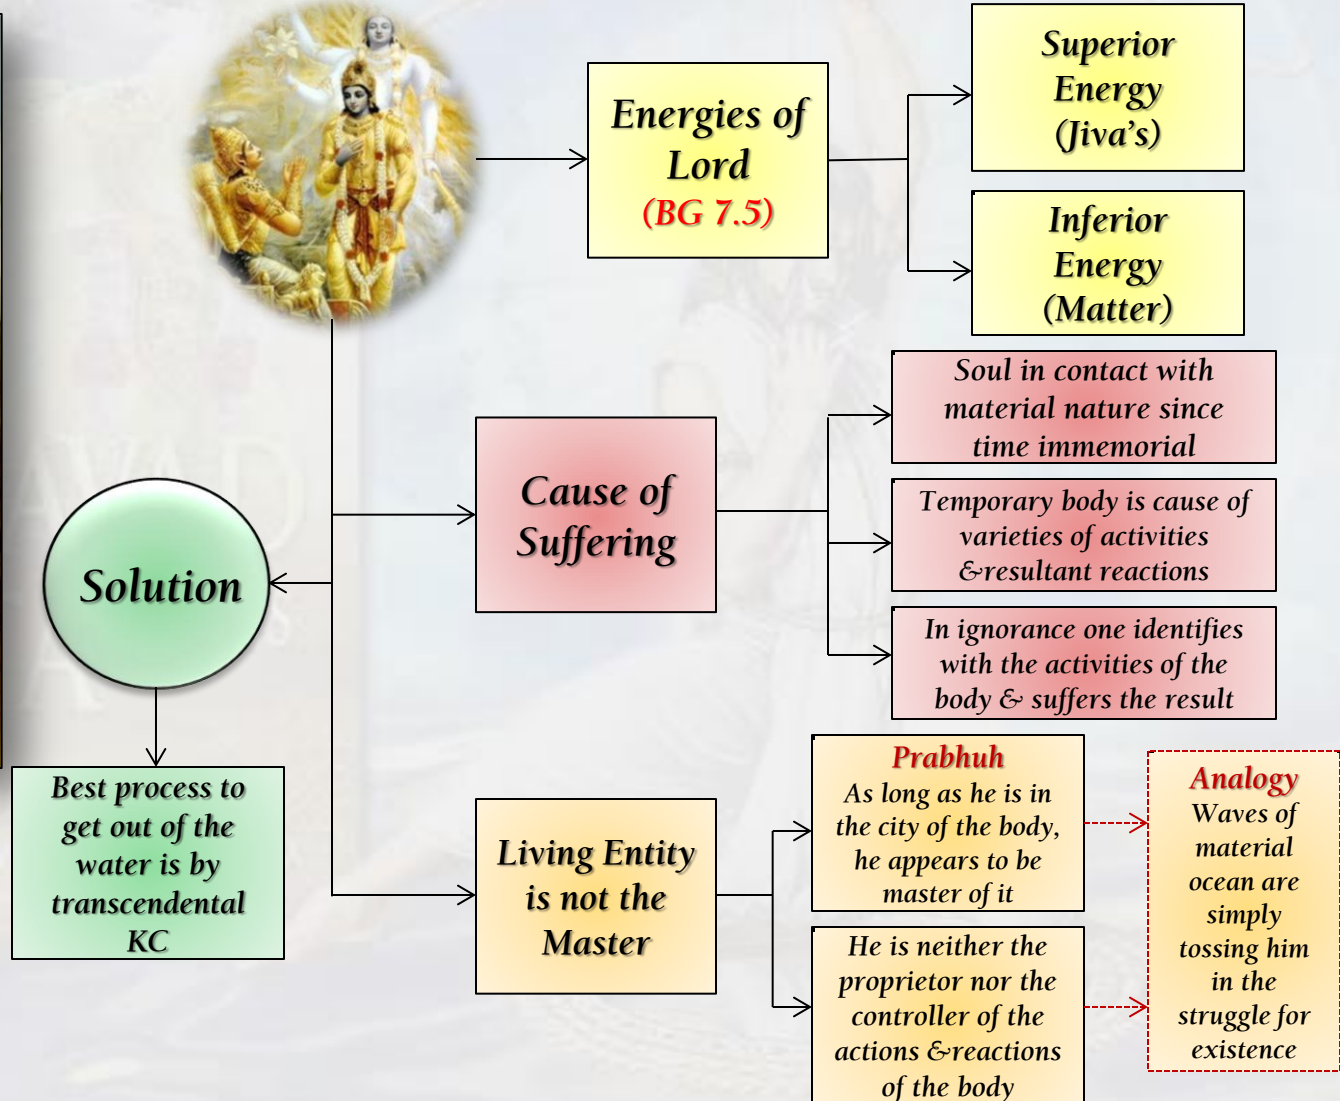 Energies of
Lord
(BG 7.5)
Superior
Energy
(Jiva's)
Inferior
Energy
(Matter)
Cause of
Suffering
Soul in contact with
material nature since
time immemorial
Temporary body is cause of
varieties of activities
&resultant reactions
In ignorance one identifies
with the activities of the
body & suffers the result
Solution
Best process to
get out of the
water is by
transcendental
KC
Living Entity
is not the
Master
Prabhuh
As long as he is in
the city of the body,
he appears to be
master of it
He is neither the
proprietor nor the
controller of the
actions &reactions
of the body
Analogy
Waves of
material
ocean are
simply
tossing him
in the
struggle for
existence